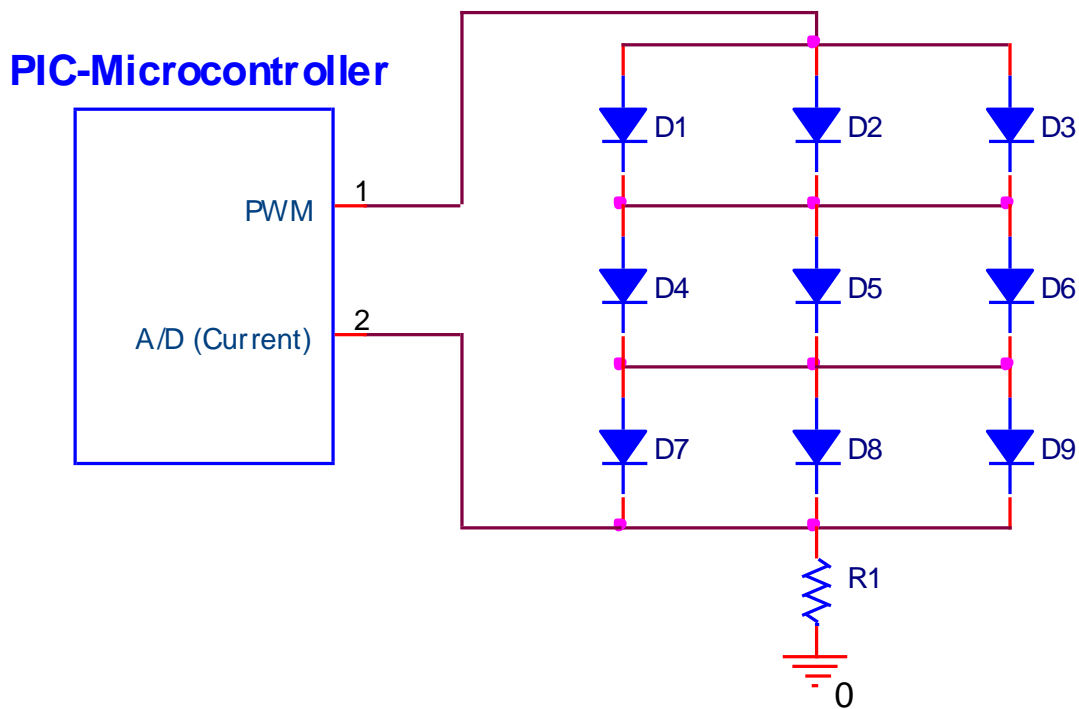 PIC-Microcontroller
1
PWM
2
A/D (Current)
D1
D2
D3
D4
D5
D6
D7
D8
D9
R1
0